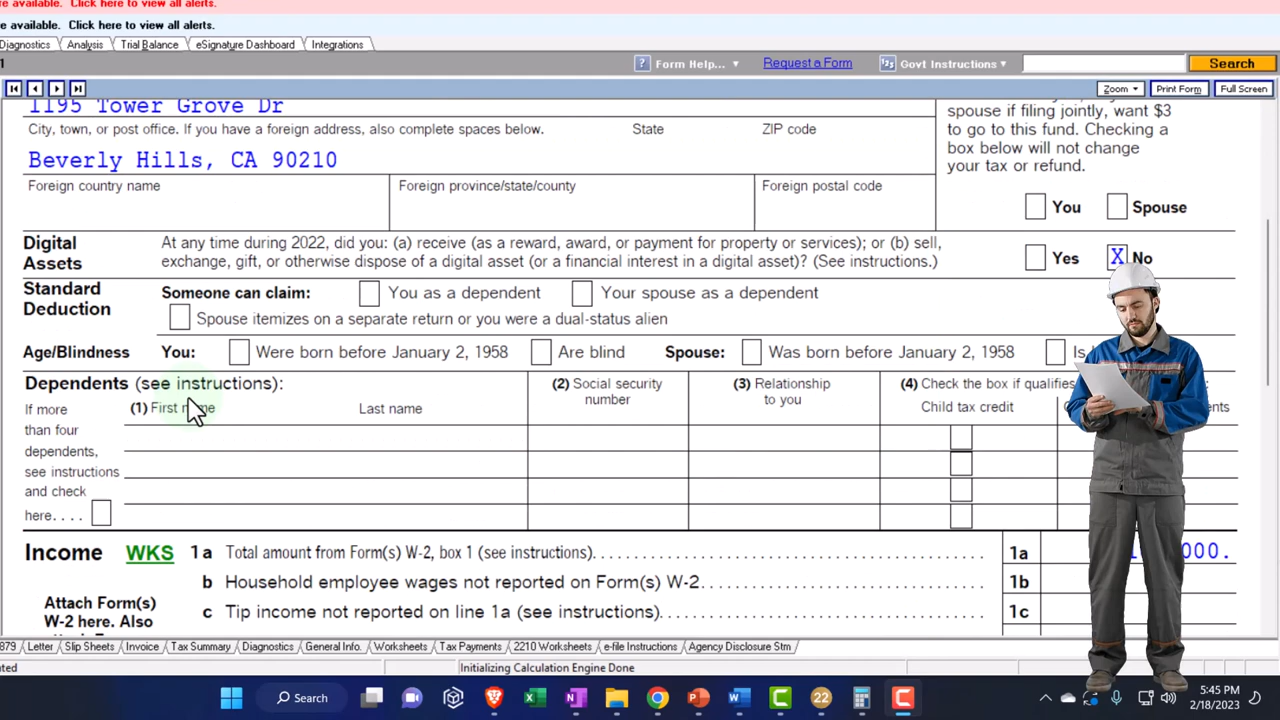 re available. Click here to view all alerts.
e available. Click here to view all alerts.
Diagnostics Analysis Trial Balance eSignature Dashboard Integrations
1 Form Help... Request a Form Govt Instructions Search
Zoom Print Form Full Screen
1195 Tower Grove Dr
City, town, or post office. If you have a foreign address, also complete spaces below. State ZIP code
Beverly Hills, CA 90210
Foreign country name Foreign province/state/county Foreign postal code
spouse if filing jointly, want $3
to go to this fund. Checking a
box below will not change
your tax or refund.
You Spouse
Digital Assets
At any time during 2022, did you: (a) receive (as a reward, award, or payment for property or services); or (b) sell,
exchange, gift, or otherwise dispose of a digital asset (or a financial interest in a digital asset)? (See instructions.)
Yes X No
Standard Deduction
Someone can claim: You as a dependent Your spouse as a dependent
Spouse itemizes on a separate return or you were a dual-status alien
Age/Blindness You: Were born before January 2, 1958 Are blind Spouse: Was born before January 2, 1958
Dependents (see instructions):
(2) Social security number
(3) Relationship to you
(4) Check the box if qualifies
If more than four dependents, see instructions and check here....
(1) First name Last name
Child tax credit
Income WKS 1a Total amount from Form(s) W-2, box 1 (see instructions). 1a 000.
b Household employee wages not reported on Form(s) W-2. 1b
c Tip income not reported on line 1a (see instructions). 1c
Attach Form(s)
W-2 here. Also
879 Letter Slip Sheets Invoice Tax Summary Diagnostics General Info. Worksheets Tax Payments 2210 Worksheets e-file Instructions Agency Disclosure Stm
Initializing Calculation Engine Done
Search
22
5:45 PM
2/18/2023